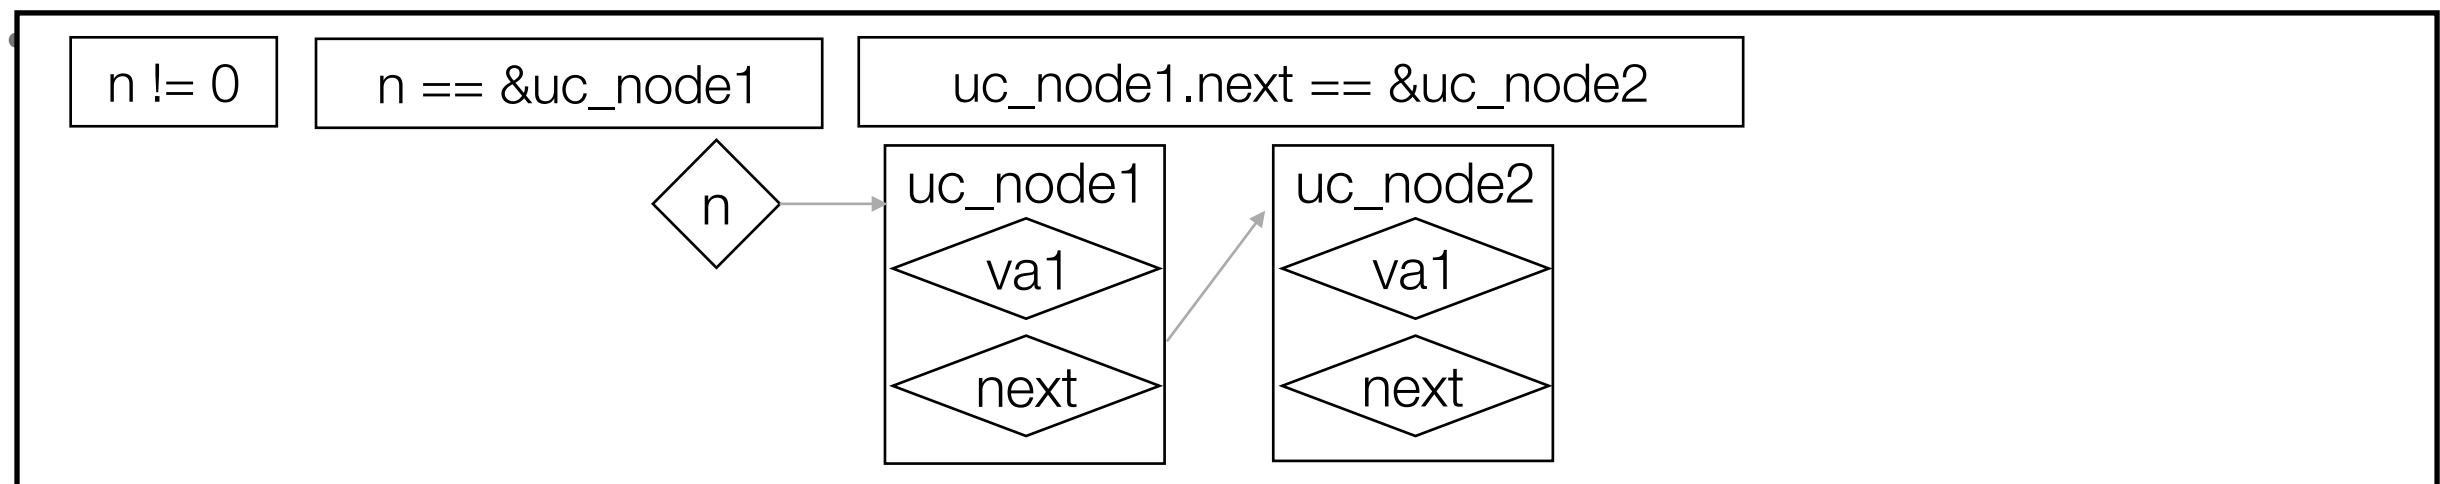 n != 0
n == &uc_node1
uc_node1.next == &uc_node2
n
uc_node1
va1
next
uc_node2
va1
next